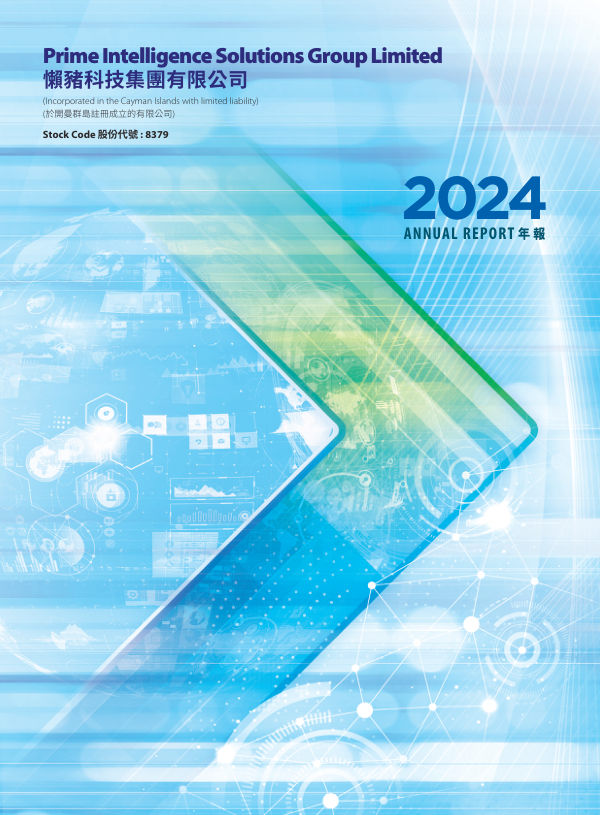 Prime Intelligence Solutions Group Limited
懶豬科技集團有限公司
(Incorporated in the Cayman Islands with limited liability)
(於開曼群島註冊成立的有限公司)
Stock Code 股份代號 : 8379
2024
ANNUAL REPORT 年報